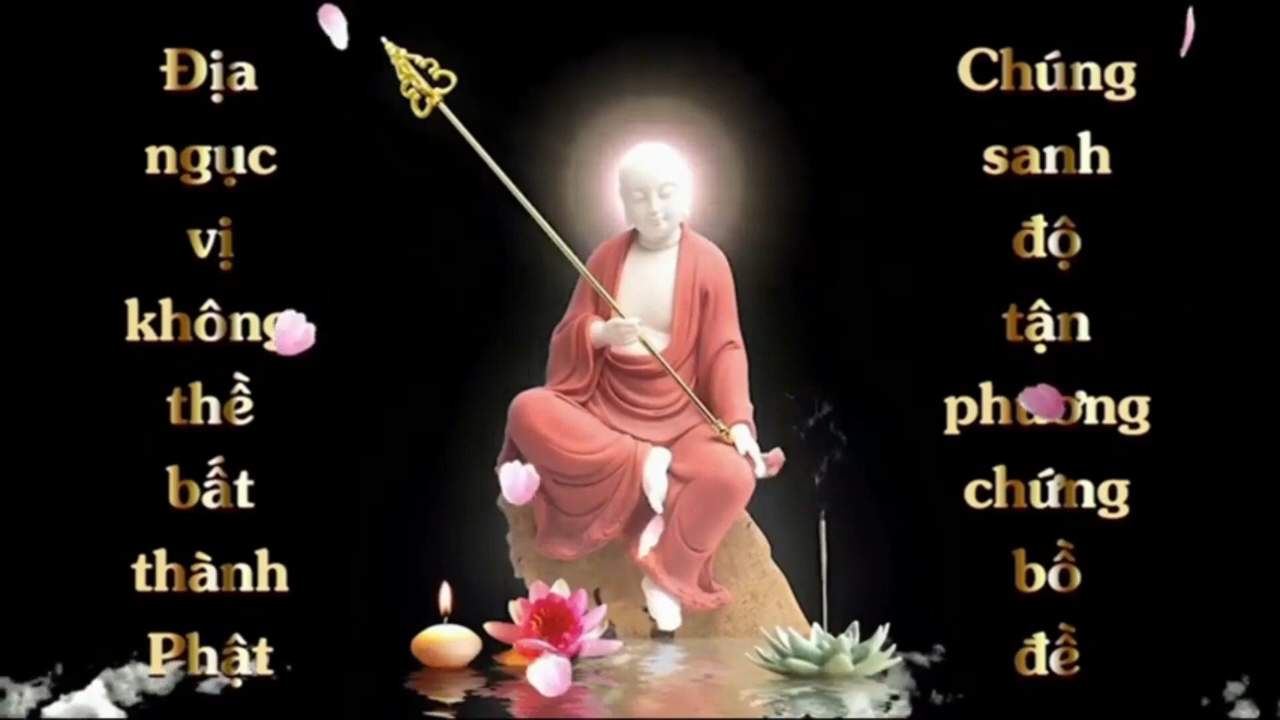 Địa
ngục
vị
không
thề
bất
thành
Phật
Chúng
sanh
độ
tận
phương
chứng
bồ
đề